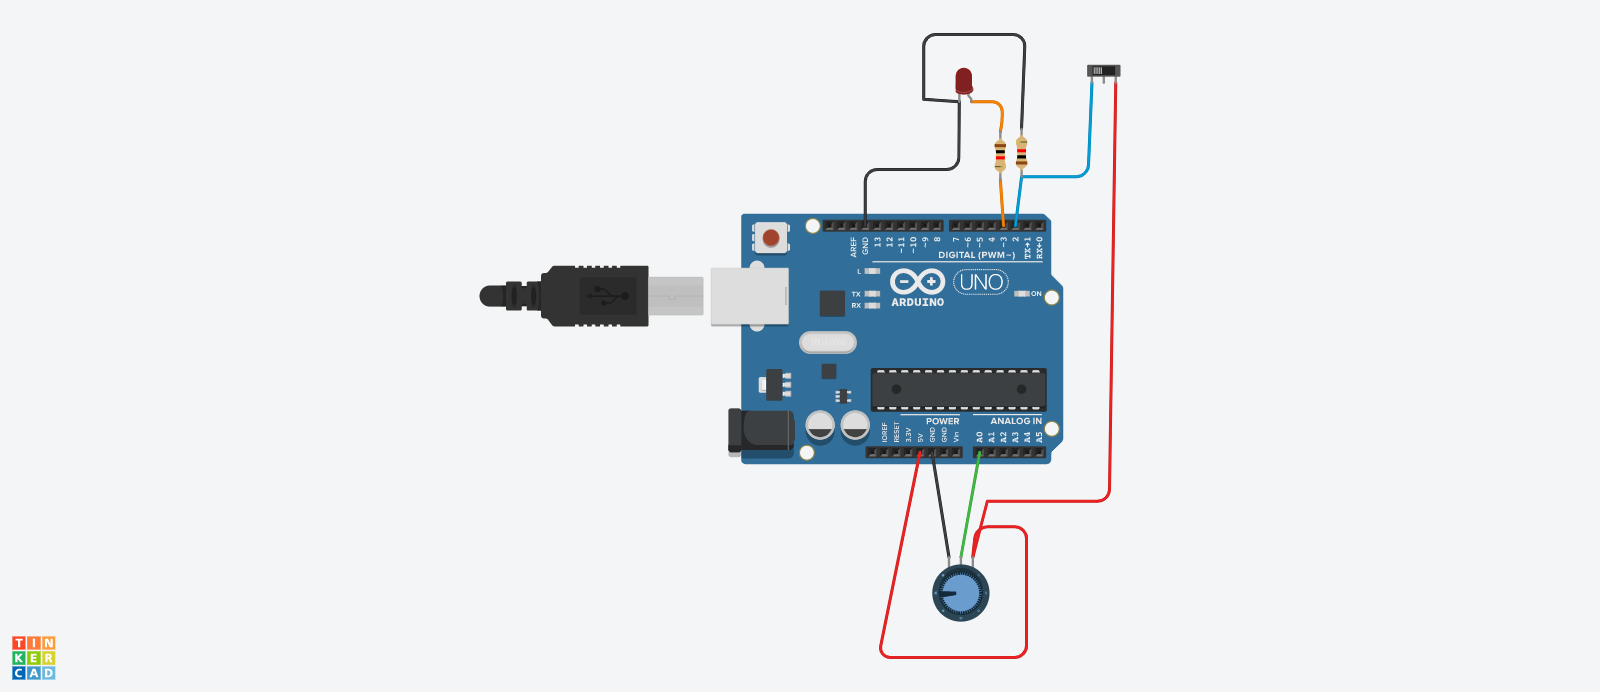 AREF
GND
13
12
~11
~10
~9
8
7
~6
~5
4
~3
2
TX→1
RX←0
DIGITAL (PWM~)
L
TX
RX
ARDUINO
UNO
ON
POWER
ANALOG IN
IOREF
RESET
3.3V
5V
GND
GND
Vin
A0
A1
A2
A3
A4
A5
TIN
KER
CAD